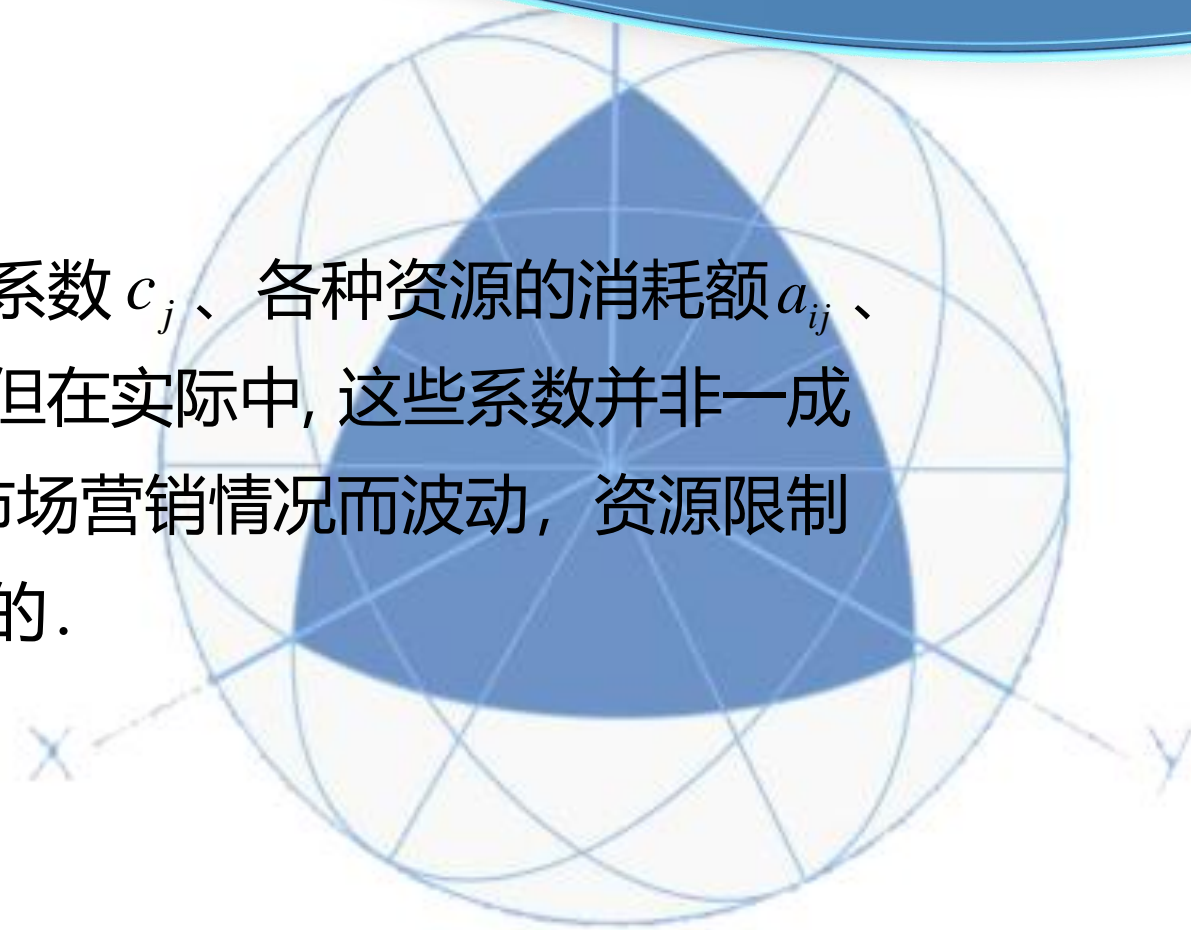 系数 c_j 、 各种资源的消耗额 a_ij 、
但在实际中, 这些系数并非一成
市场营销情况而波动，资源限制
的 .
X
y